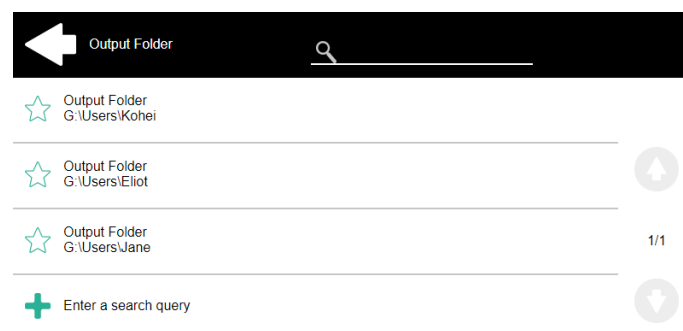 Output Folder
Output Folder
G:\Users\Kohei
Output Folder
G:\Users\Eliot
Output Folder
G:\Users\Jane
1/1
Enter a search query